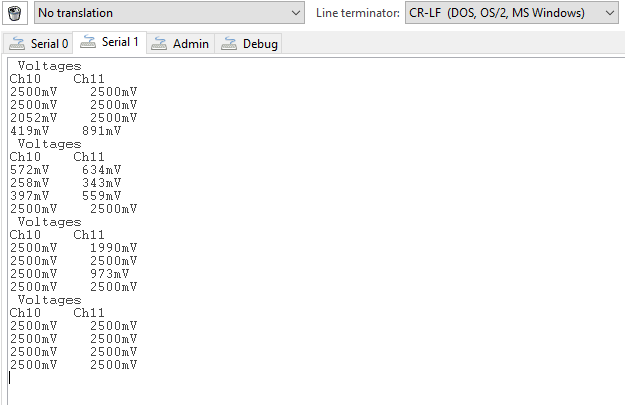 No translation Line terminator: CR-LF (DOS, OS/2, MS Windows)
Serial 0 Serial 1 Admin Debug
Voltages
Ch10 Ch11
2500mV 2500mV
2500mV 2500mV
2052mV 2500mV
419mV 891mV
Voltages
Ch10 Ch11
572mV 634mV
258mV 343mV
397mV 559mV
2500mV 2500mV
Voltages
Ch10 Ch11
2500mV 1990mV
2500mV 2500mV
2500mV 973mV
2500mV 2500mV
Voltages
Ch10 Ch11
2500mV 2500mV
2500mV 2500mV
2500mV 2500mV
2500mV 2500mV